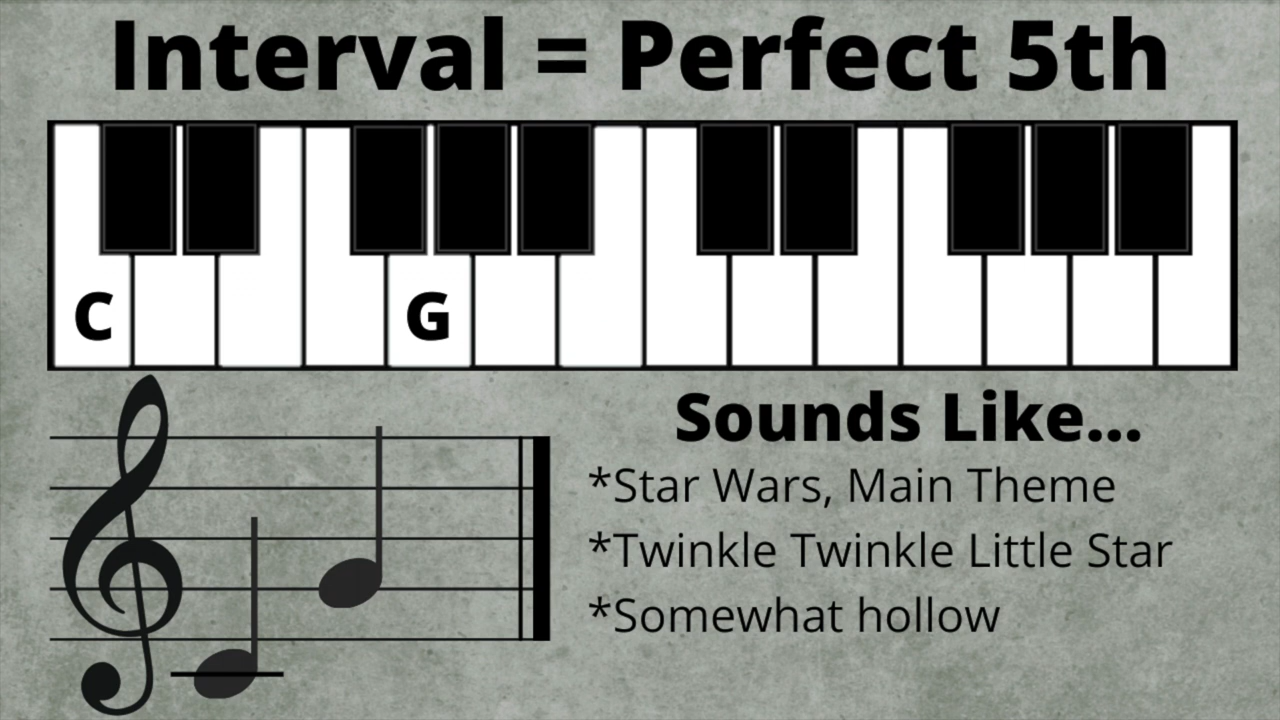 Interval = Perfect 5th
C G
Sounds Like...
*Star Wars, Main Theme
*Twinkle Twinkle Little Star
*Somewhat hollow